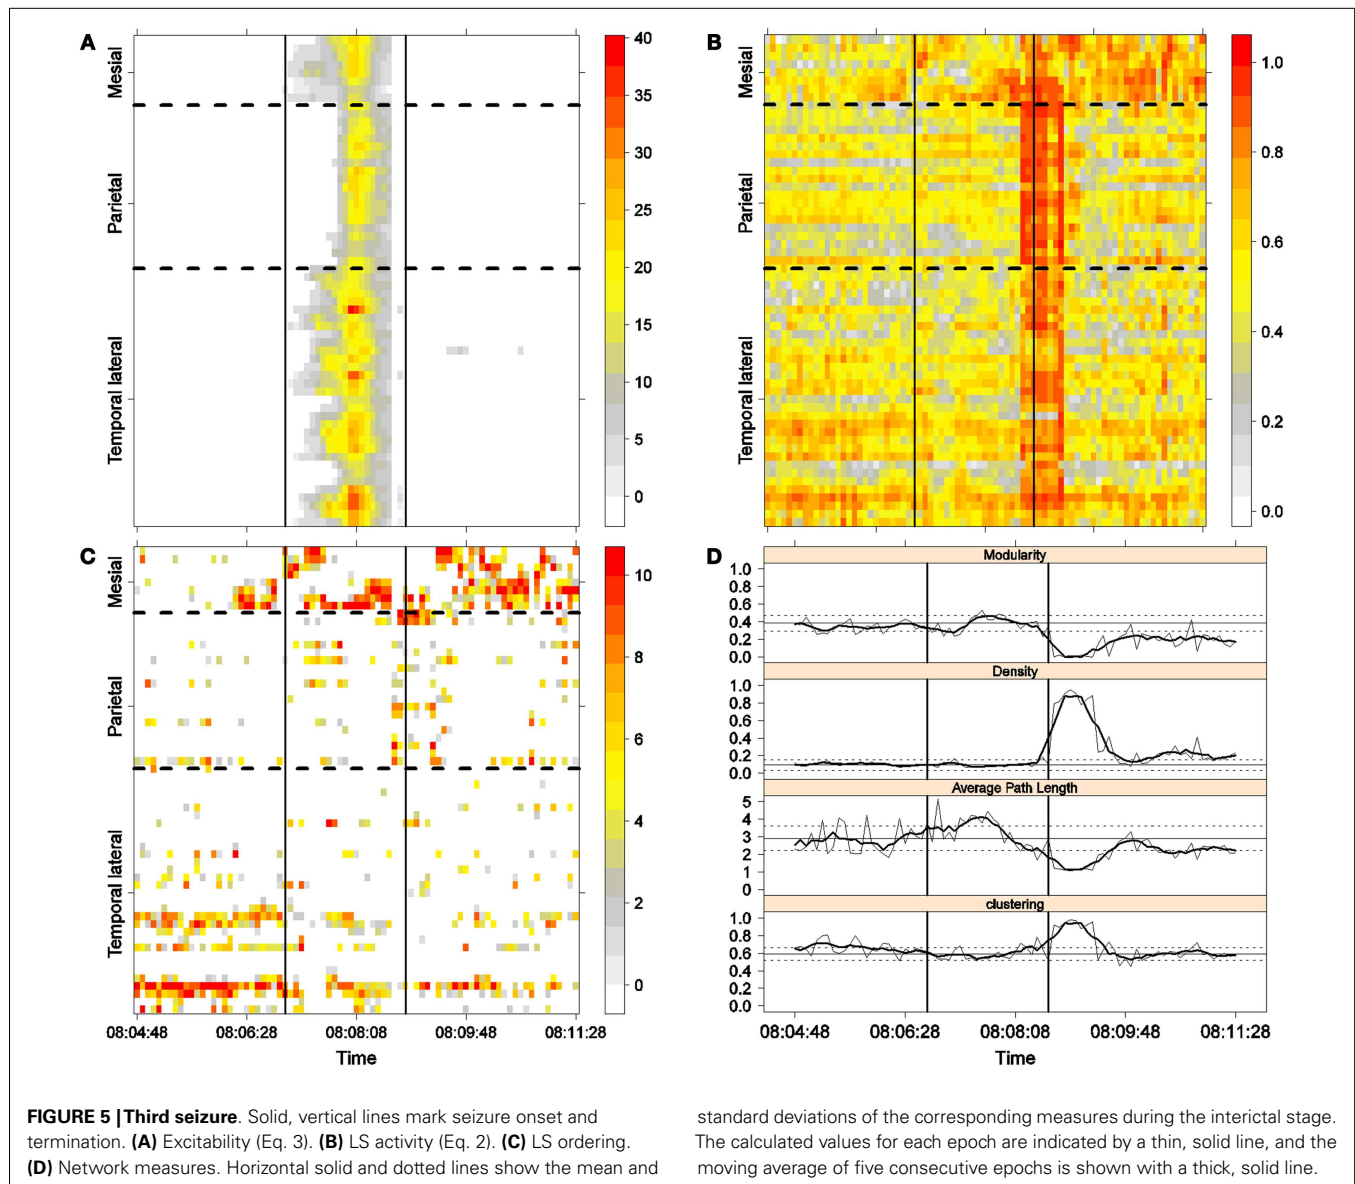 A
Mesial
Parietal
Temporal lateral
40
35
30
25
20
15
10
5
0
B
Mesial
Parietal
Temporal lateral
1.0
0.8
0.6
0.4
0.2
0.0
C
Mesial
Parietal
Temporal lateral
10
8
6
4
2
0
08:04:48 08:06:28 08:08:08 08:09:48 08:11:28
Time
D
Modularity
1.0
0.8
0.6
0.4
0.2
0.0
Density
1.0
0.8
0.6
0.4
0.2
0.0
Average Path Length
5
4
3
2
1
0
clustering
1.0
0.8
0.6
0.4
0.2
0.0
08:04:48 08:06:28 08:08:08 08:09:48 08:11:28
Time
FIGURE 5 | Third seizure. Solid, vertical lines mark seizure onset and
termination. (A) Excitability (Eq. 3). (B) LS activity (Eq. 2). (C) LS ordering.
(D) Network measures. Horizontal solid and dotted lines show the mean and
standard deviations of the corresponding measures during the interictal stage.
The calculated values for each epoch are indicated by a thin, solid line, and the
moving average of five consecutive epochs is shown with a thick, solid line.